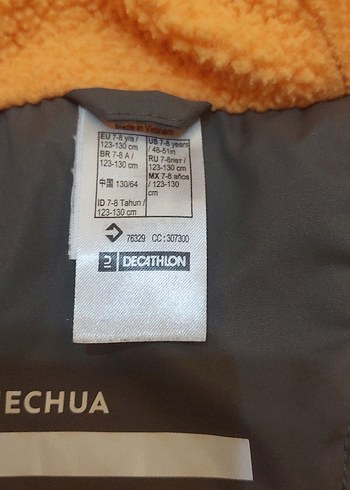 Made in Vietnam
EU 7-8 y/s /
123-130 cm
BR 7-8 A /
123-130 cm
中国 130/64
ID 7-8 Tahun /
123-130 cm
US 7-8 years
/ 48-51in
RU 7-8лет /
123-130 cm
MX 7-8 años
/ 123-130
cm
76329 CC:307300
DECATHLON
ECHUA